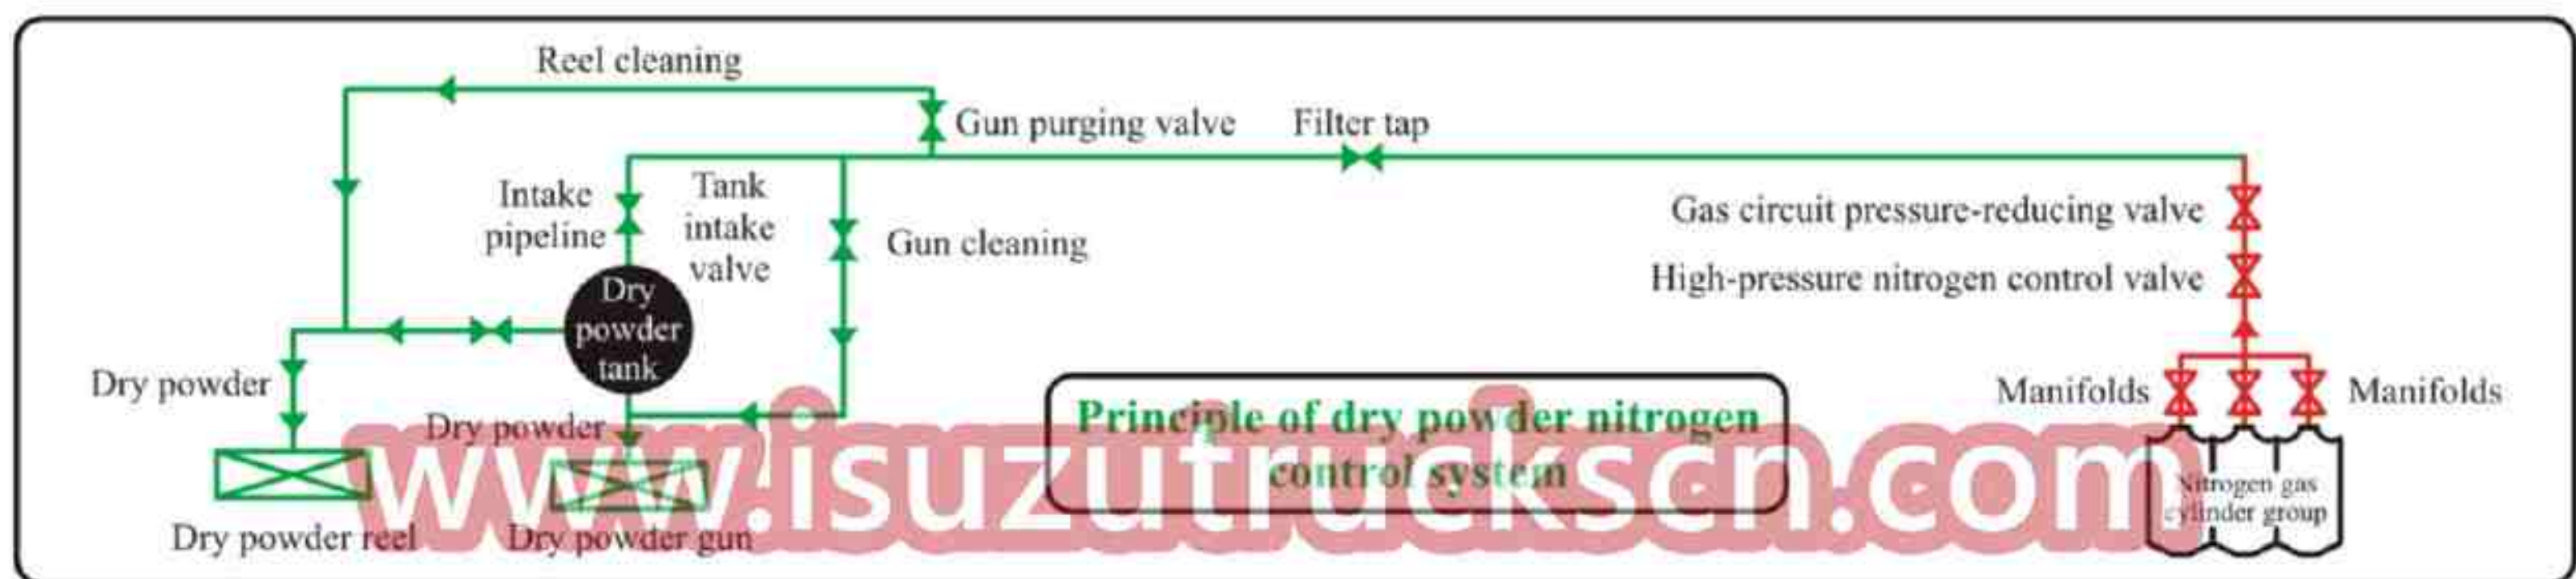 Reel cleaning
Gun purging valve
Filter tap
Intake
pipeline
Tank
intake
valve
Gun cleaning
Gas circuit pressure-reducing valve
High-pressure nitrogen control valve
Dry
powder
tank
Dry powder
Dry powder
Manifolds
Manifolds
Principle of dry powder nitrogen
control system
www.isuzutruckscn.com
Nitrogen gas
cylinder group
Dry powder reel
Dry powder gun